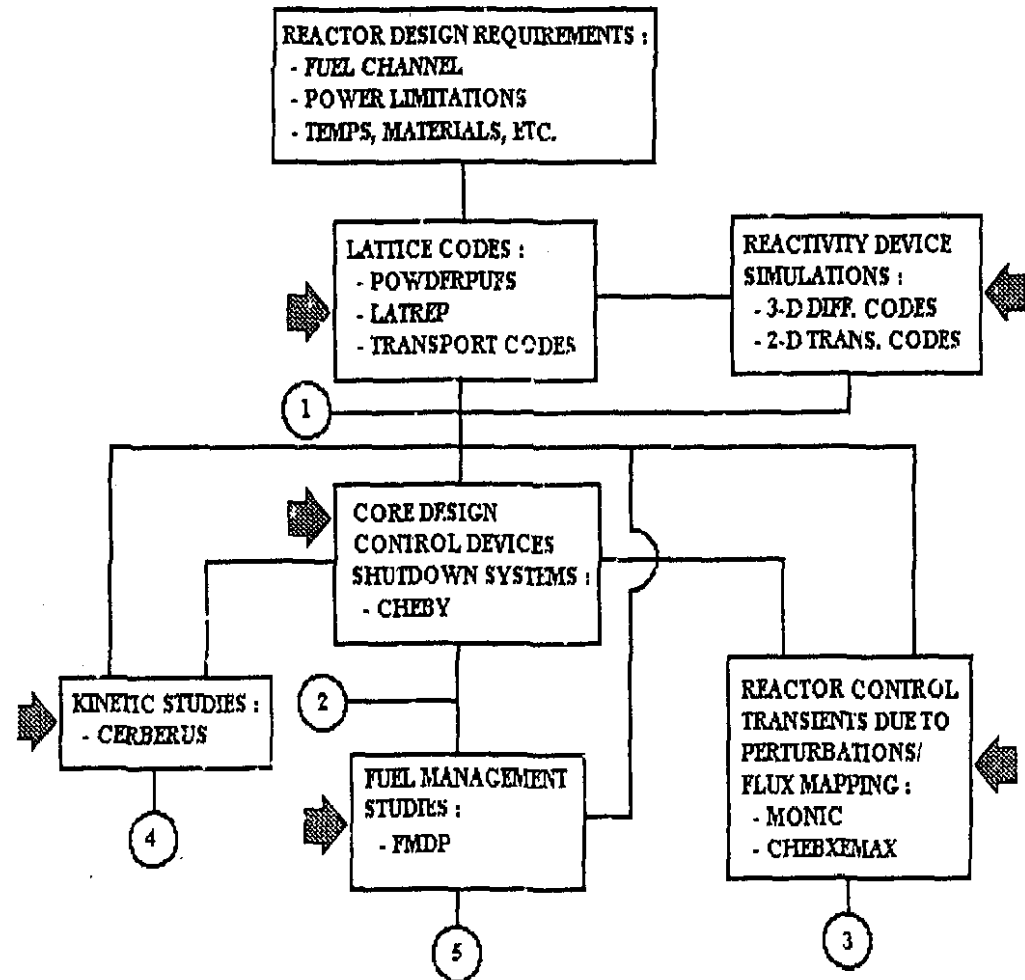 REACTOR DESIGN REQUIREMENTS :
- FUEL CHANNEL
- POWER LIMITATIONS
- TEMPS, MATERIALS, ETC.
LATTICE CODES :
- POWDERPUFS
- LATREP
- TRANSPORT CODES
REACTIVITY DEVICE
SIMULATIONS :
- 3-D DIFF. CODES
- 2-D TRANS. CODES
1
CORE DESIGN
CONTROL DEVICES
SHUTDOWN SYSTEMS :
- CHEBY
KINETIC STUDIES :
- CERBERUS
2
REACTOR CONTROL
TRANSIENTS DUE TO
PERTURBATIONS/
FLUX MAPPING :
- MONIC
- CHEBXEMAX
FUEL MANAGEMENT
STUDIES :
- FMDP
4
5
3